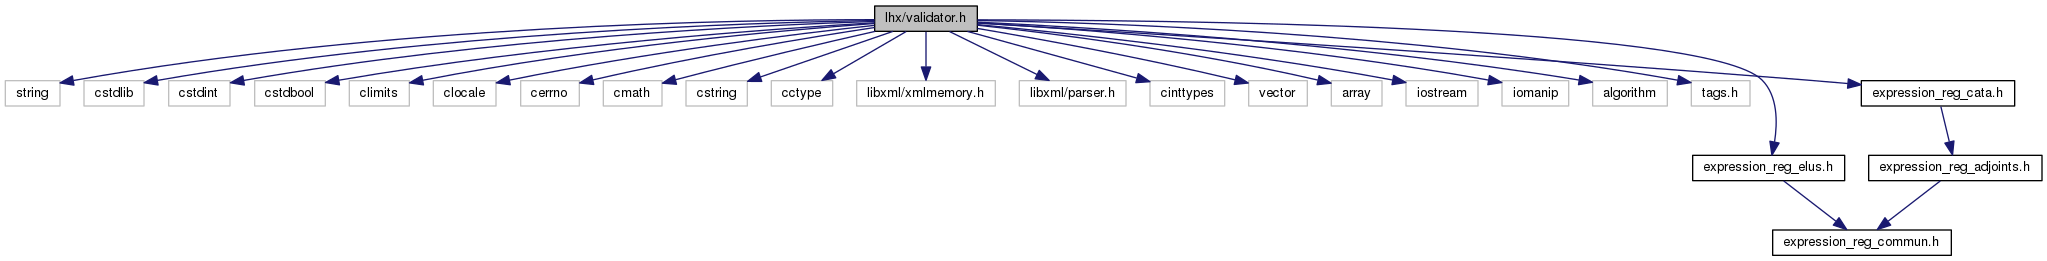 lhx/validator.h
string
cstdlib
cstdint
cstdbool
climits
clocale
cerrno
cmath
cstring
cctype
libxml/xmlmemory.h
libxml/parser.h
cinttypes
vector
array
iostream
iomanip
algorithm
tags.h
expression_reg_cata.h
expression_reg_elus.h
expression_reg_adjoints.h
expression_reg_commun.h